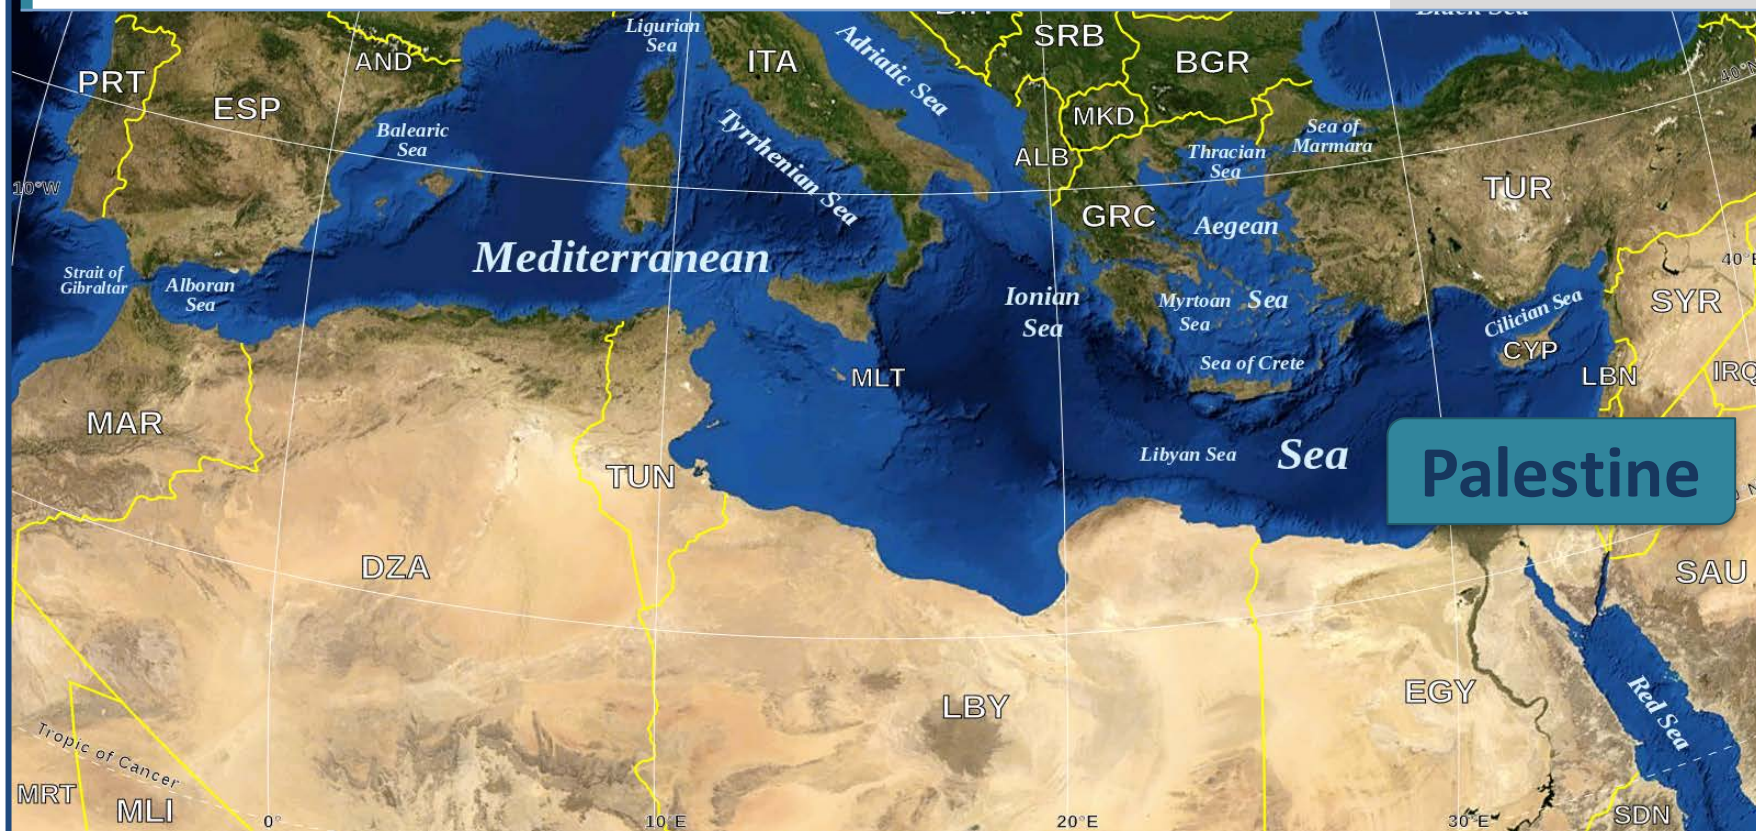 Black Sea
Ligurian
Sea
Adriatic Sea
SRB
ITA
BGR
AND
PRT
ESP
40°N
MKD
Balearic
Sea
Tyrrhenian Sea
Sea of
Marmara
ALB
Thracian
Sea
10°W
TUR
GRC
Aegean
Sea
Mediterranean
Sea
Strait of
Gibraltar
Alboran
Sea
Ionian
Sea
Myrtoan
Sea
40°E
SYR
Cilician Sea
CYP
Sea of Crete
MLT
LBN
IRQ
MAR
Libyan Sea
Palestine
TUN
DZA
SAU
LBY
EGY
Red Sea
Tropic of Cancer
MRT
MLI
SDN
0°
10°E
20°E
30°E